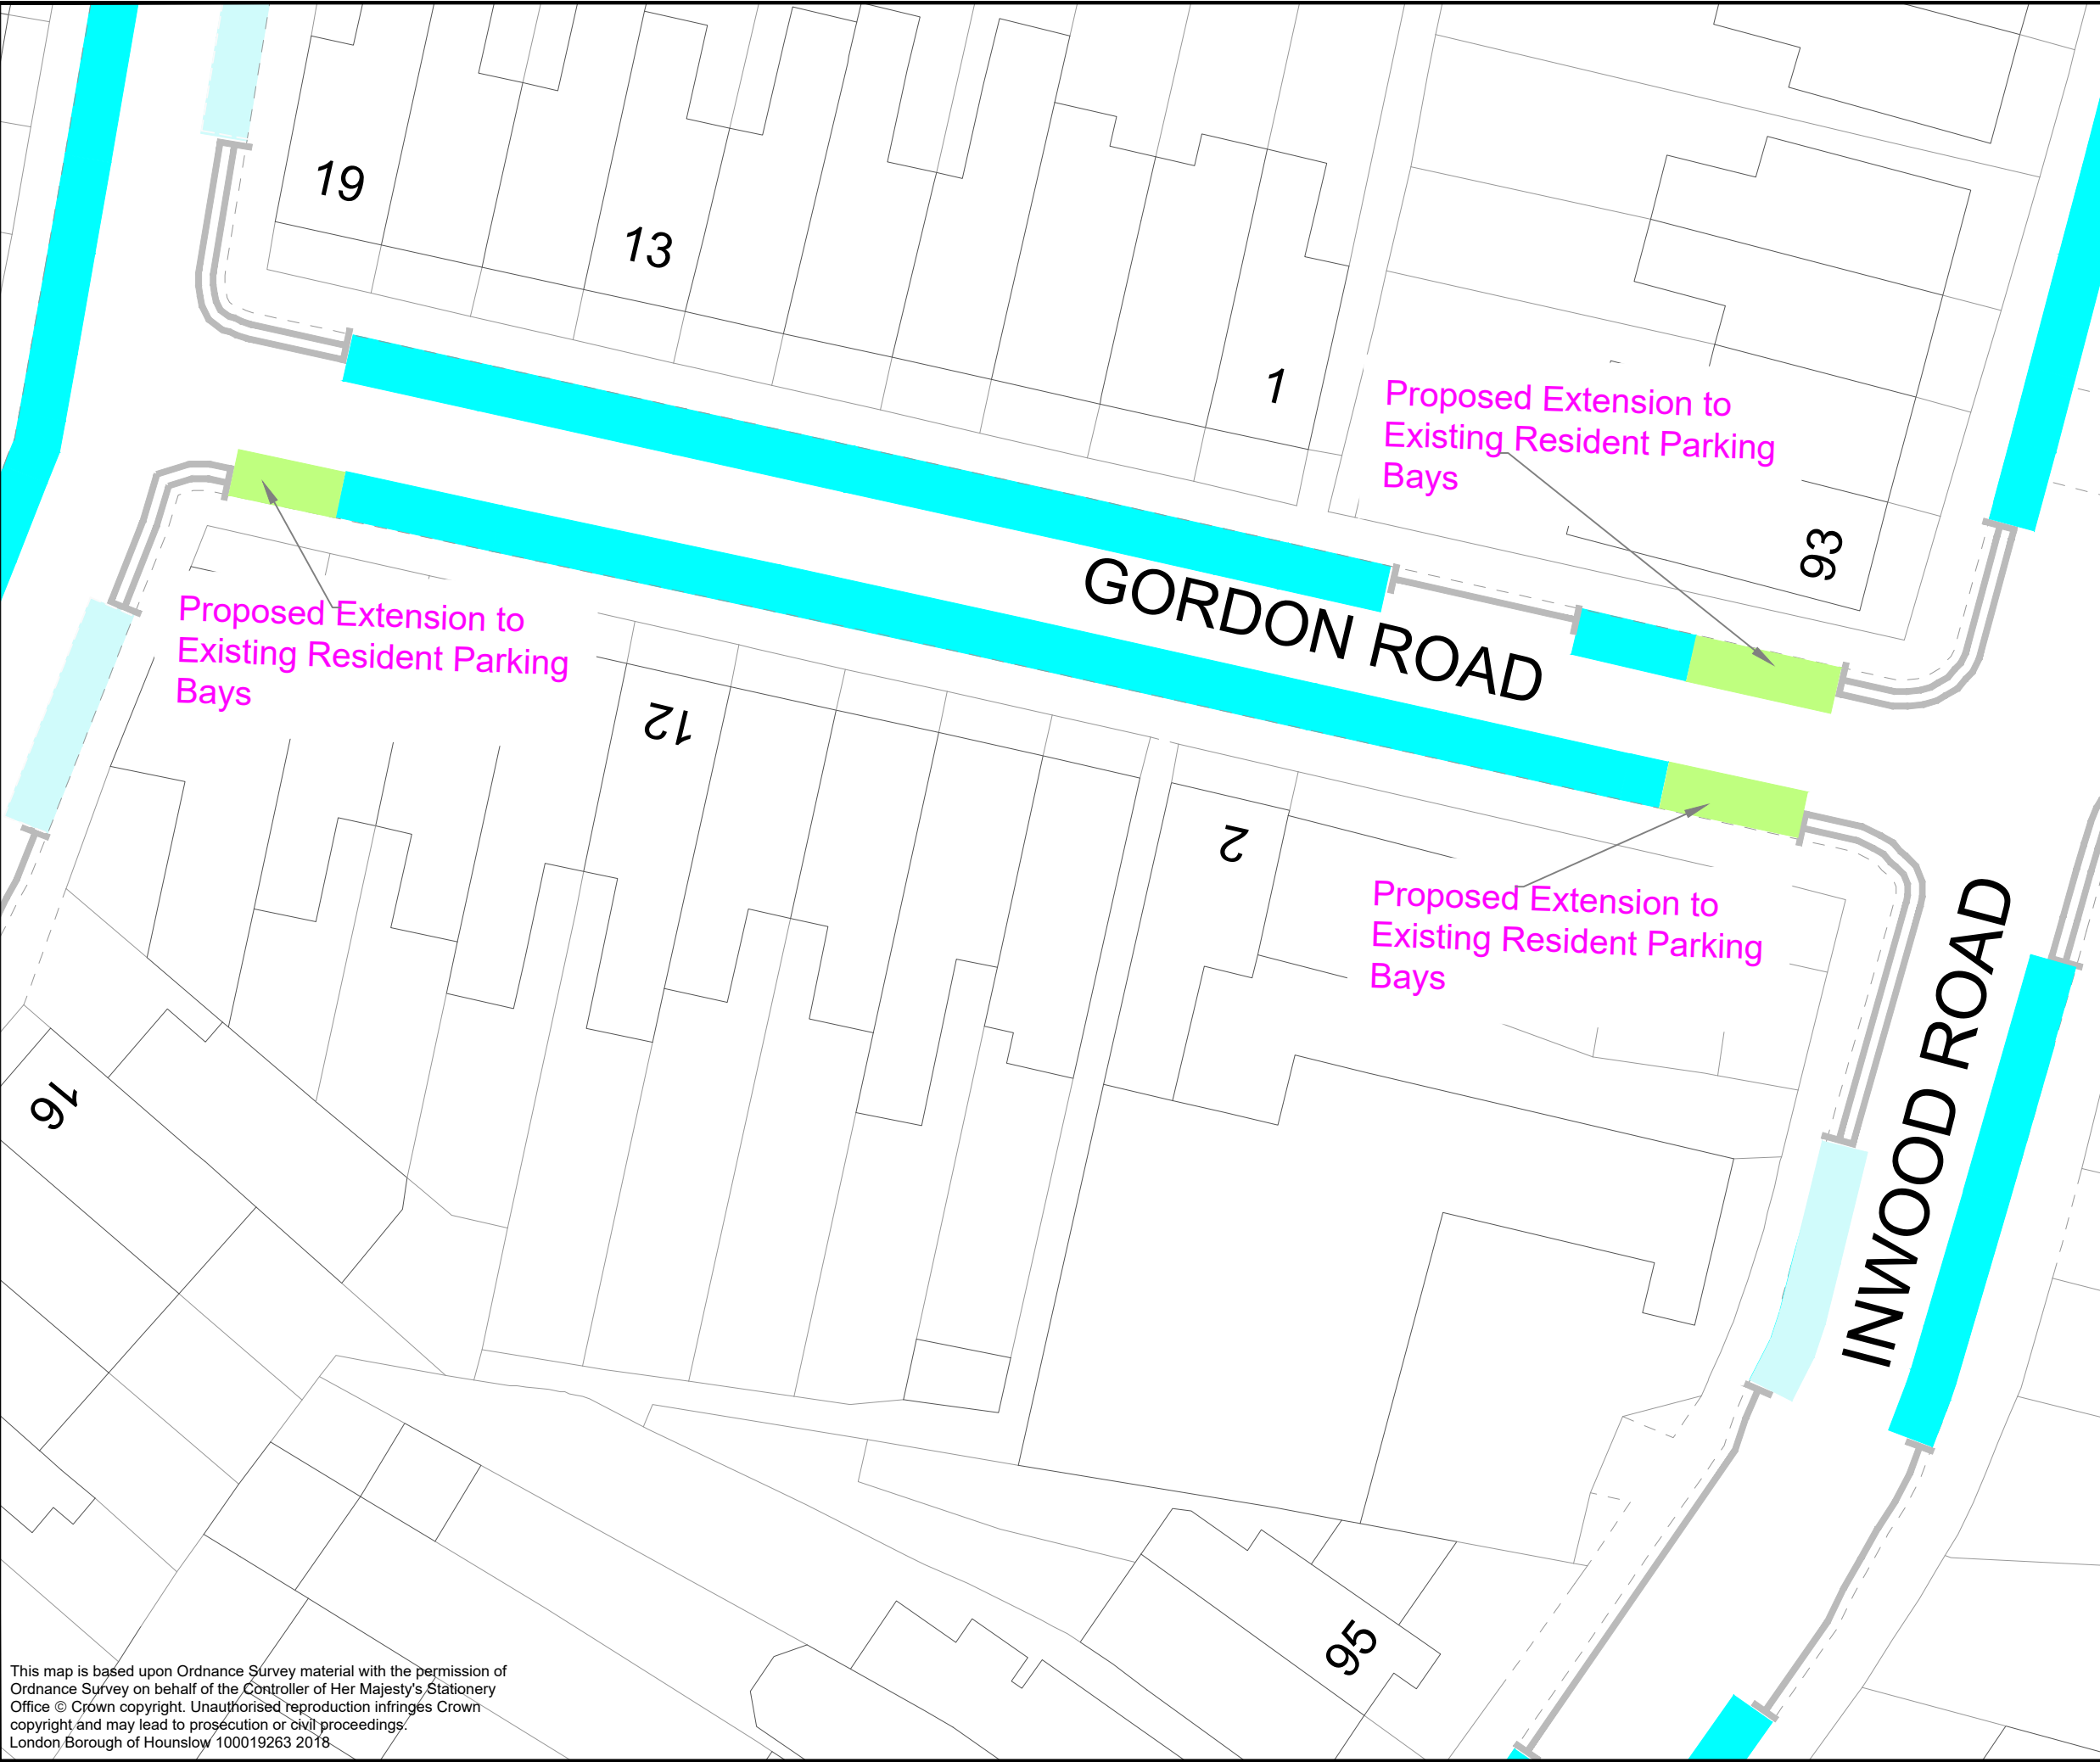 19
13
1
Proposed Extension to
Existing Resident Parking
Bays
93
GORDON ROAD
Proposed Extension to
Existing Resident Parking
Bays
12
2
Proposed Extension to
Existing Resident Parking
Bays
INWOOD ROAD
16
95
This map is based upon Ordnance Survey material with the permission of
Ordnance Survey on behalf of the Controller of Her Majesty's Stationery
Office © Crown copyright. Unauthorised reproduction infringes Crown
copyright and may lead to prosecution or civil proceedings.
London Borough of Hounslow 100019263 2018